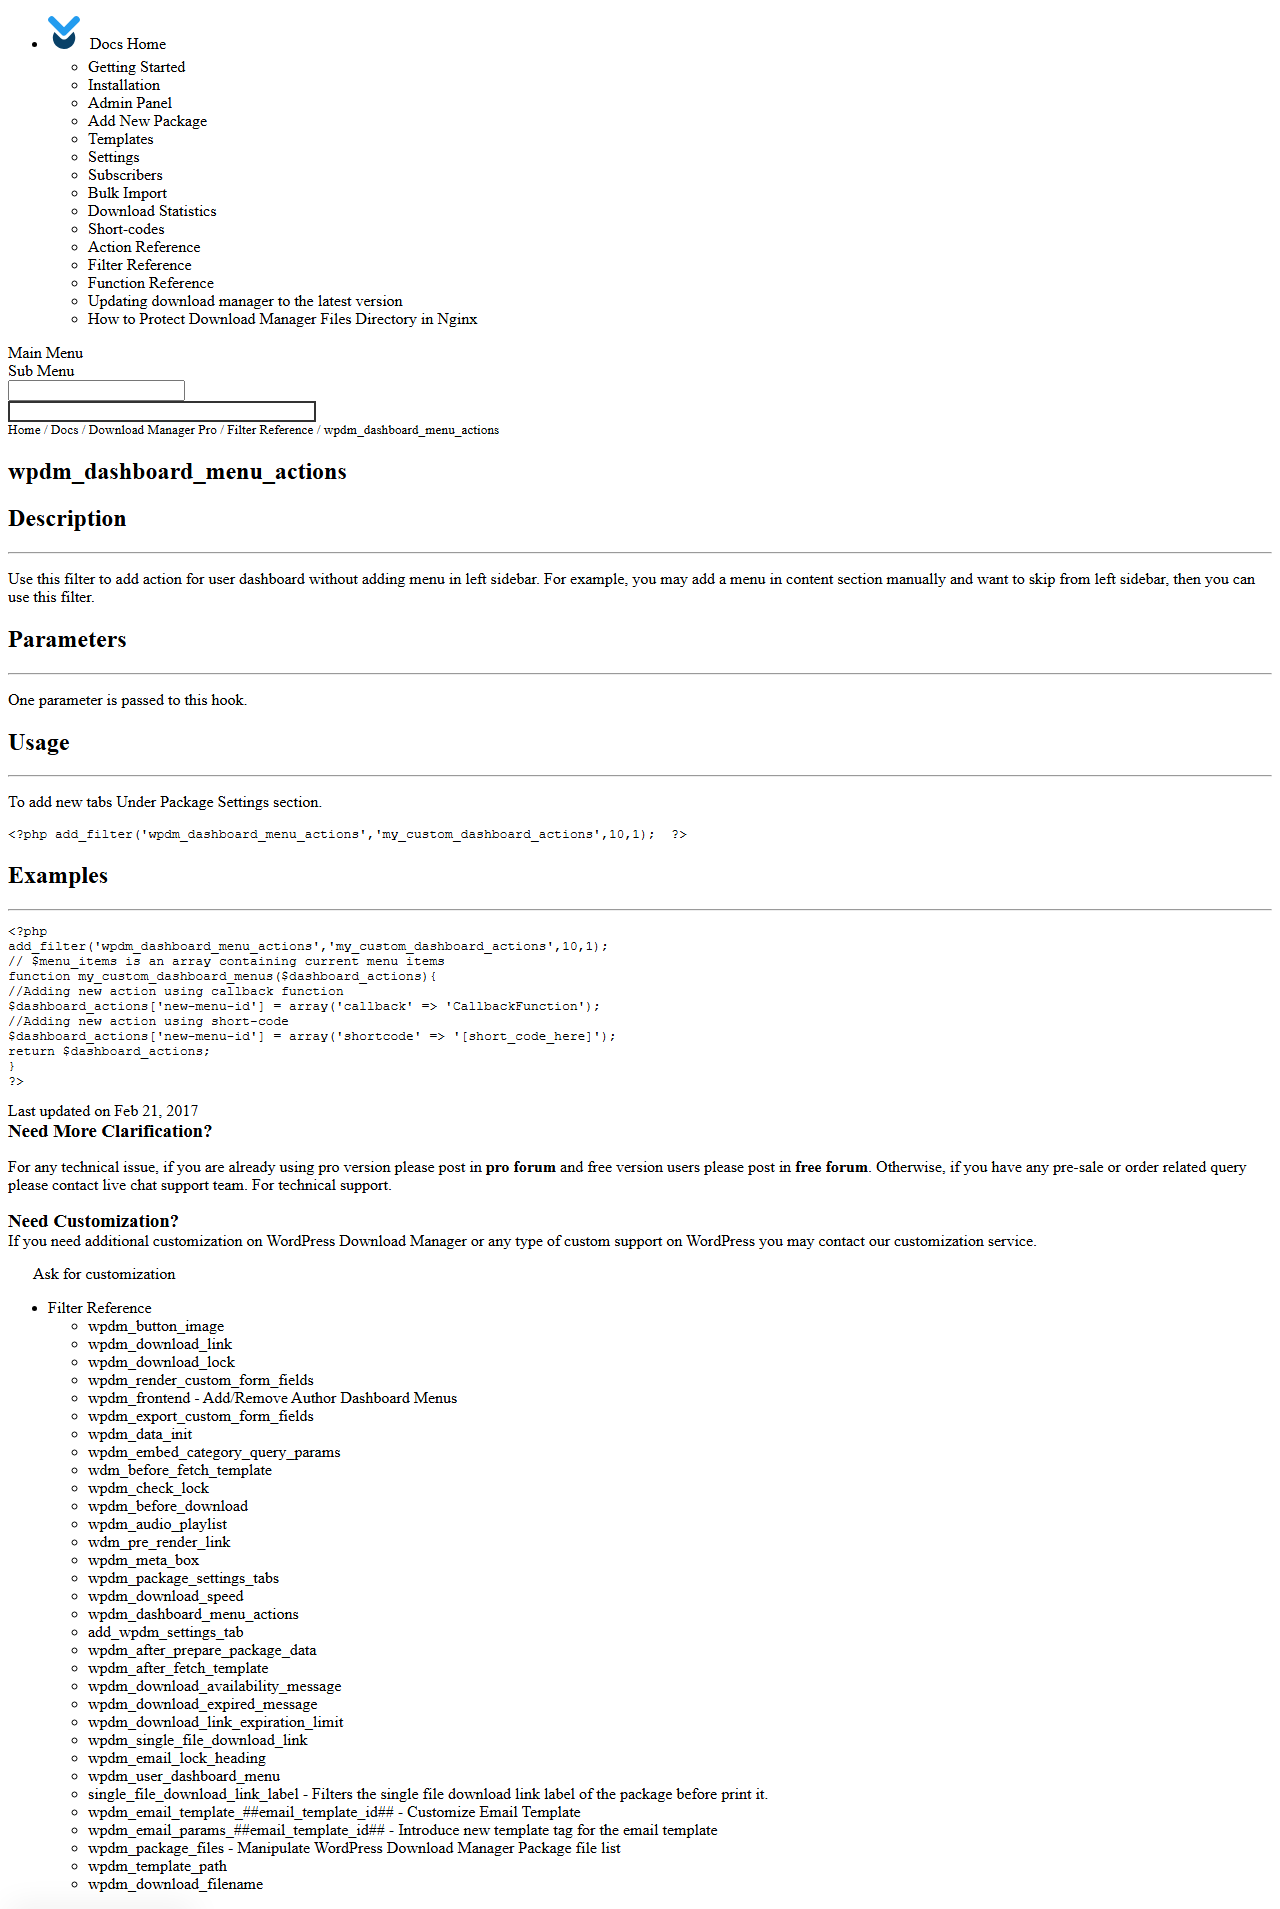 Docs Home
Getting Started
Installation
Admin Panel
Add New Package
Templates
Settings
Subscribers
Bulk Import
Download Statistics
Short-codes
Action Reference
Filter Reference
Function Reference
Updating download manager to the latest version
How to Protect Download Manager Files Directory in Nginx
Main Menu
Sub Menu
Home / Docs / Download Manager Pro / Filter Reference / wpdm_dashboard_menu_actions
wpdm_dashboard_menu_actions
Description
Use this filter to add action for user dashboard without adding menu in left sidebar. For example, you may add a menu in content section manually and want to skip from left sidebar, then you can
use this filter.
Parameters
One parameter is passed to this hook.
Usage
To add new tabs Under Package Settings section.
<?php add_filter('wpdm_dashboard_menu_actions','my_custom_dashboard_actions',10,1);  ?>
Examples
<?php
add_filter('wpdm_dashboard_menu_actions','my_custom_dashboard_actions',10,1);
// $menu_items is an array containing current menu items
function my_custom_dashboard_menus($dashboard_actions){
//Adding new action using callback function
$dashboard_actions['new-menu-id'] = array('callback' => 'CallbackFunction');
//Adding new action using short-code
$dashboard_actions['new-menu-id'] = array('shortcode' => '[short_code_here]');
return $dashboard_actions;
}
?>
Last updated on Feb 21, 2017
Need More Clarification?
For any technical issue, if you are already using pro version please post in pro forum and free version users please post in free forum. Otherwise, if you have any pre-sale or order related query
please contact live chat support team. For technical support.
Need Customization?
If you need additional customization on WordPress Download Manager or any type of custom support on WordPress you may contact our customization service.
Ask for customization
Filter Reference
wpdm_button_image
wpdm_download_link
wpdm_download_lock
wpdm_render_custom_form_fields
wpdm_frontend - Add/Remove Author Dashboard Menus
wpdm_export_custom_form_fields
wpdm_data_init
wpdm_embed_category_query_params
wdm_before_fetch_template
wpdm_check_lock
wpdm_before_download
wpdm_audio_playlist
wdm_pre_render_link
wpdm_meta_box
wpdm_package_settings_tabs
wpdm_download_speed
wpdm_dashboard_menu_actions
add_wpdm_settings_tab
wpdm_after_prepare_package_data
wpdm_after_fetch_template
wpdm_download_availability_message
wpdm_download_expired_message
wpdm_download_link_expiration_limit
wpdm_single_file_download_link
wpdm_email_lock_heading
wpdm_user_dashboard_menu
single_file_download_link_label - Filters the single file download link label of the package before print it.
wpdm_email_template_##email_template_id## - Customize Email Template
wpdm_email_params_##email_template_id## - Introduce new template tag for the email template
wpdm_package_files - Manipulate WordPress Download Manager Package file list
wpdm_template_path
wpdm_download_filename